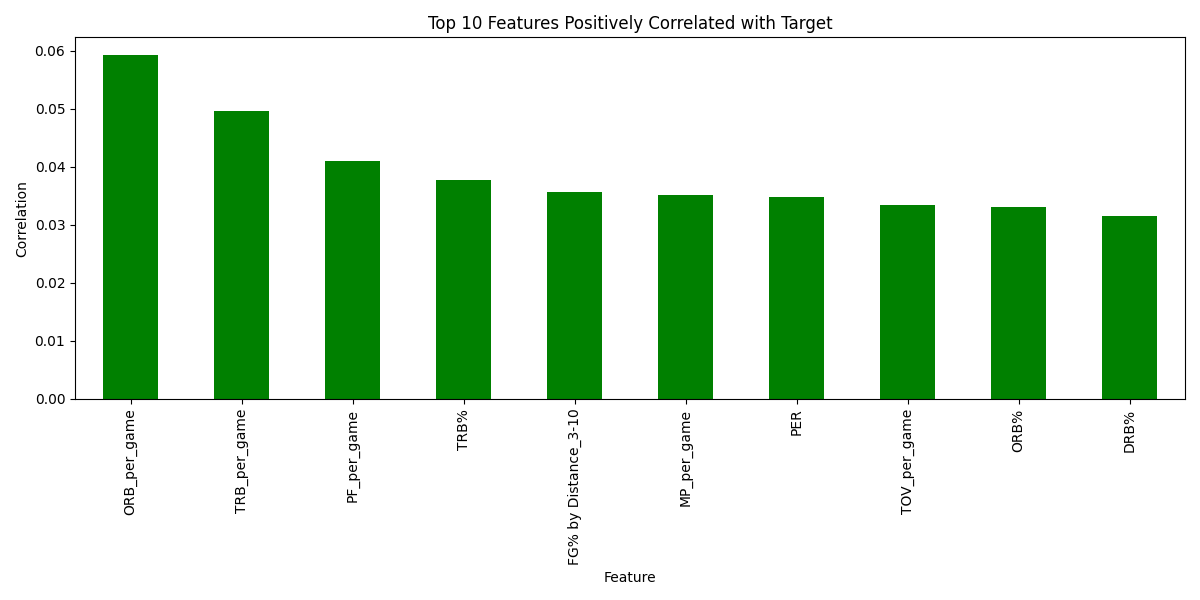 Top 10 Features Positively Correlated with Target
Correlation
0.06
0.05
0.04
0.03
0.02
0.01
0.00
ORB_per_game
TRB_per_game
PF_per_game
TRB%
FG% by Distance_3-10
MP_per_game
PER
TOV_per_game
ORB%
DRB%
Feature